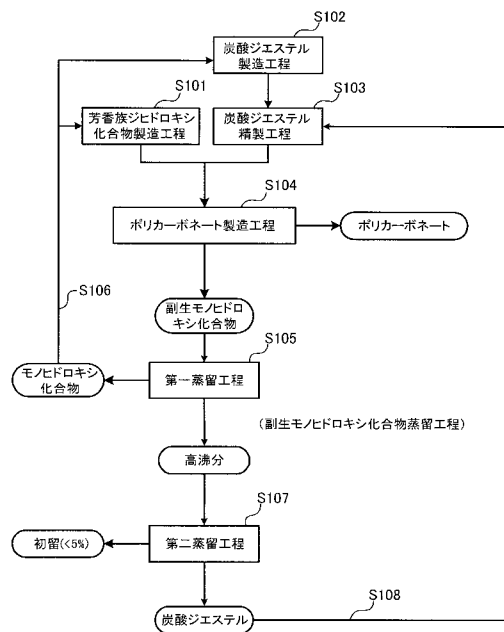 S102
炭酸ジエステル
製造工程
S101
芳香族ジヒドロキシ
化合物製造工程
S103
炭酸ジエステル
精製工程
S104
ポリカーボネート製造工程
ポリカーボネート
副生モノヒドロ
キシ化合物
S106
S105
モノヒドロキシ
化合物
第一蒸留工程
(副生モノヒドロキシ化合物蒸留工程)
高沸分
S107
初留(<5%)
第二蒸留工程
S108
炭酸ジエステル